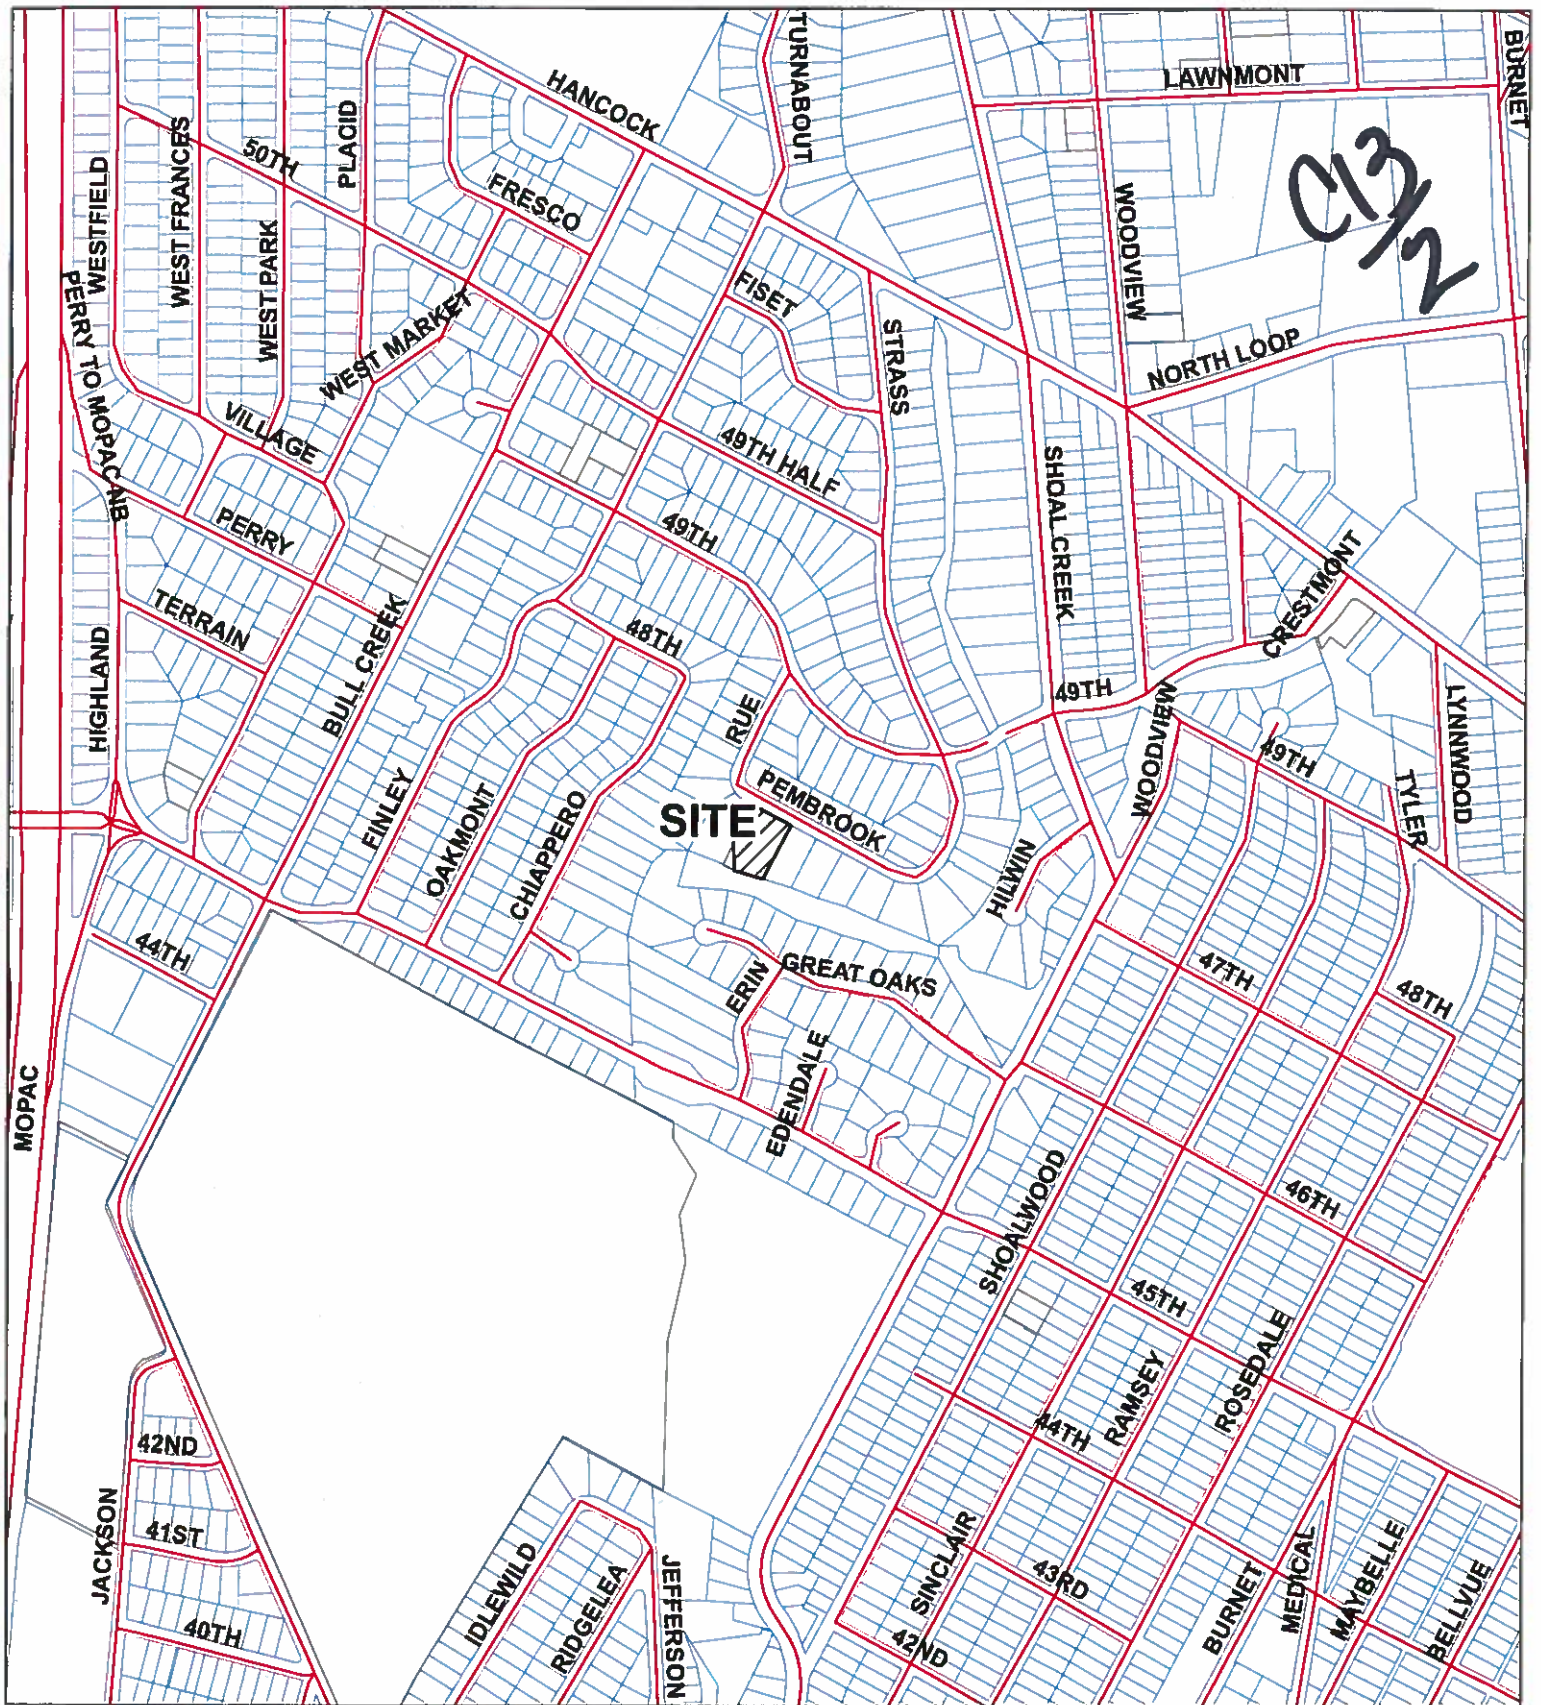 TURNABOUT
BURNET
LAWNMONT
HANCOCK
PLACID
WEST FRANCES
WESTFIELD
50TH
FRESCO
WOODVIEW
C13/2
WEST PARK
PERRY TO MOPAC NB
FISET
WEST MARKET
STRASS
NORTH LOOP
VILLAGE
49TH HALF
SHOAL CREEK
PERRY
49TH
CRESTMONT
TERRAIN
BULL CREEK
48TH
HIGHLAND
RUE
49TH
WOODVIEW
LYNNWOOD
49TH
TYLER
FINLEY
OAKMONT
CHIAPPERO
PEMBROOK
SITE
HILWIN
44TH
ERIN
GREAT OAKS
47TH
48TH
MOPAC
EDENDALE
SHOALWOOD
46TH
45TH
ROSEDALE
RAMSEY
44TH
42ND
JACKSON
41ST
40TH
IDLEWILD
RIDGELEA
JEFFERSON
SINCLAIR
43RD
42ND
BURNET
MEDICAL
MAYBELLE
BELLVUE